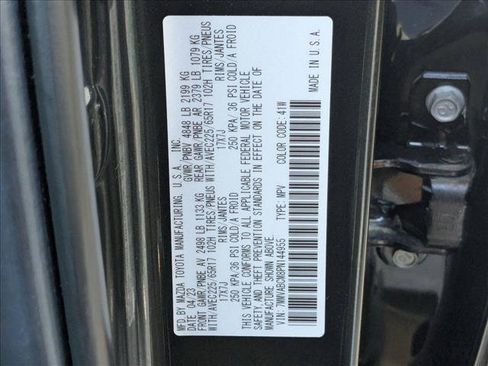 MFD. BY MAZDA TOYOTA MANUFACTURING, U.S.A., INC.
DATE: 04/23 GVWR/PNBV 4848 LB 2199 KG
FRONT GAWR/PNBE AV 2498 LB 1133 KG REAR GAWR/PNBE AR 2379 LB 1079 KG
WITH/AVEC 225/65R17 102H TIRES/PNEUS WITH/AVEC 225/65R17 102H TIRES/PNEUS
17X7J RIMS/JANTES 17X7J RIMS/JANTES
250 KPA/36 PSI COLD/A FROID 250 KPA/36 PSI COLD/A FROID
THIS VEHICLE CONFORMS TO ALL APPLICABLE FEDERAL MOTOR VEHICLE
SAFETY, AND THEFT PREVENTION STANDARDS IN EFFECT ON THE DATE OF
MANUFACTURE SHOWN ABOVE.
VIN: 7MMVABCM8PN144955 TYPE: MPV COLOR CODE: 41W
MADE IN U.S.A.